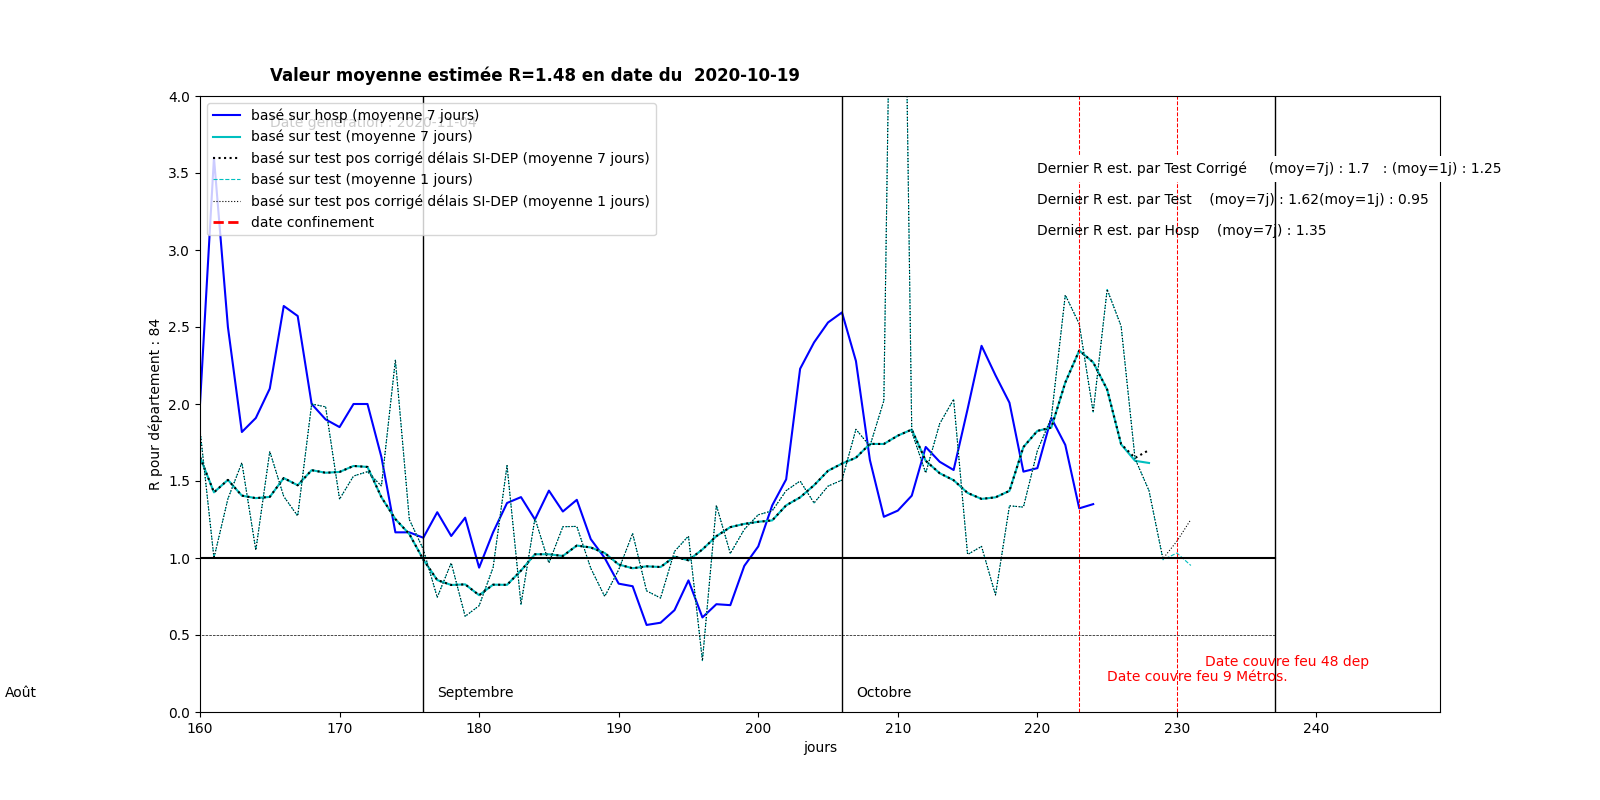 Valeur moyenne estimée R=1.48 en date du  2020-10-19
4.0
3.5
3.0
2.5
2.0
1.5
1.0
0.5
0.0
R pour département : 84
basé sur hosp (moyenne 7 jours)
Date génération : 2020-11-04
basé sur test (moyenne 7 jours)
basé sur test pos corrigé délais SI-DEP (moyenne 7 jours)
basé sur test (moyenne 1 jours)
basé sur test pos corrigé délais SI-DEP (moyenne 1 jours)
date confinement
Dernier R est. par Test Corrigé     (moy=7j) : 1.7   : (moy=1j) : 1.25
Dernier R est. par Test    (moy=7j) : 1.62(moy=1j) : 0.95
Dernier R est. par Hosp    (moy=7j) : 1.35
Date couvre feu 48 dep
Date couvre feu 9 Métros.
Août
Septembre
Octobre
160 170 180 190 200 210 220 230 240
jours